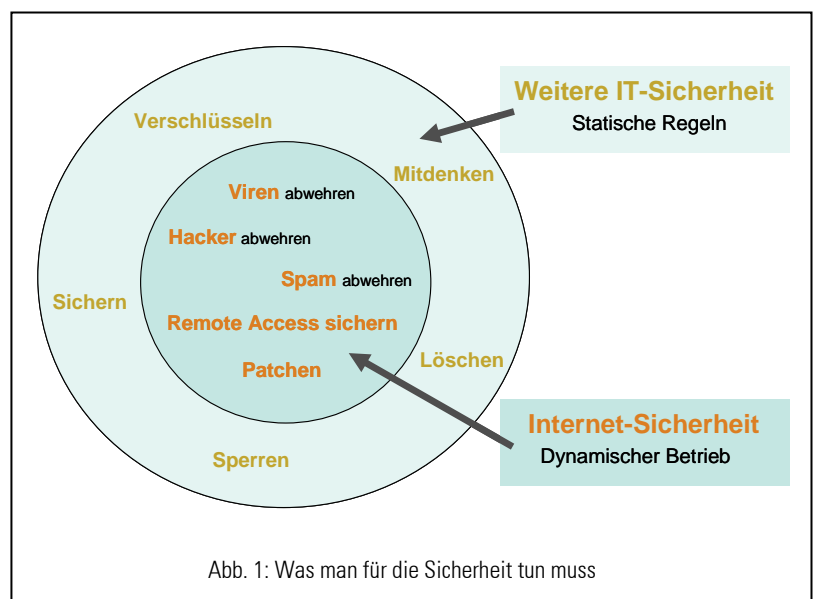 Weitere IT-Sicherheit
Statische Regeln
Verschlüsseln
Mitdenken
Viren abwehren
Hacker abwehren
Spam abwehren
Sichern
Remote Access sichern
Löschen
Patchen
Internet-Sicherheit
Dynamischer Betrieb
Sperren
Abb. 1: Was man für die Sicherheit tun muss